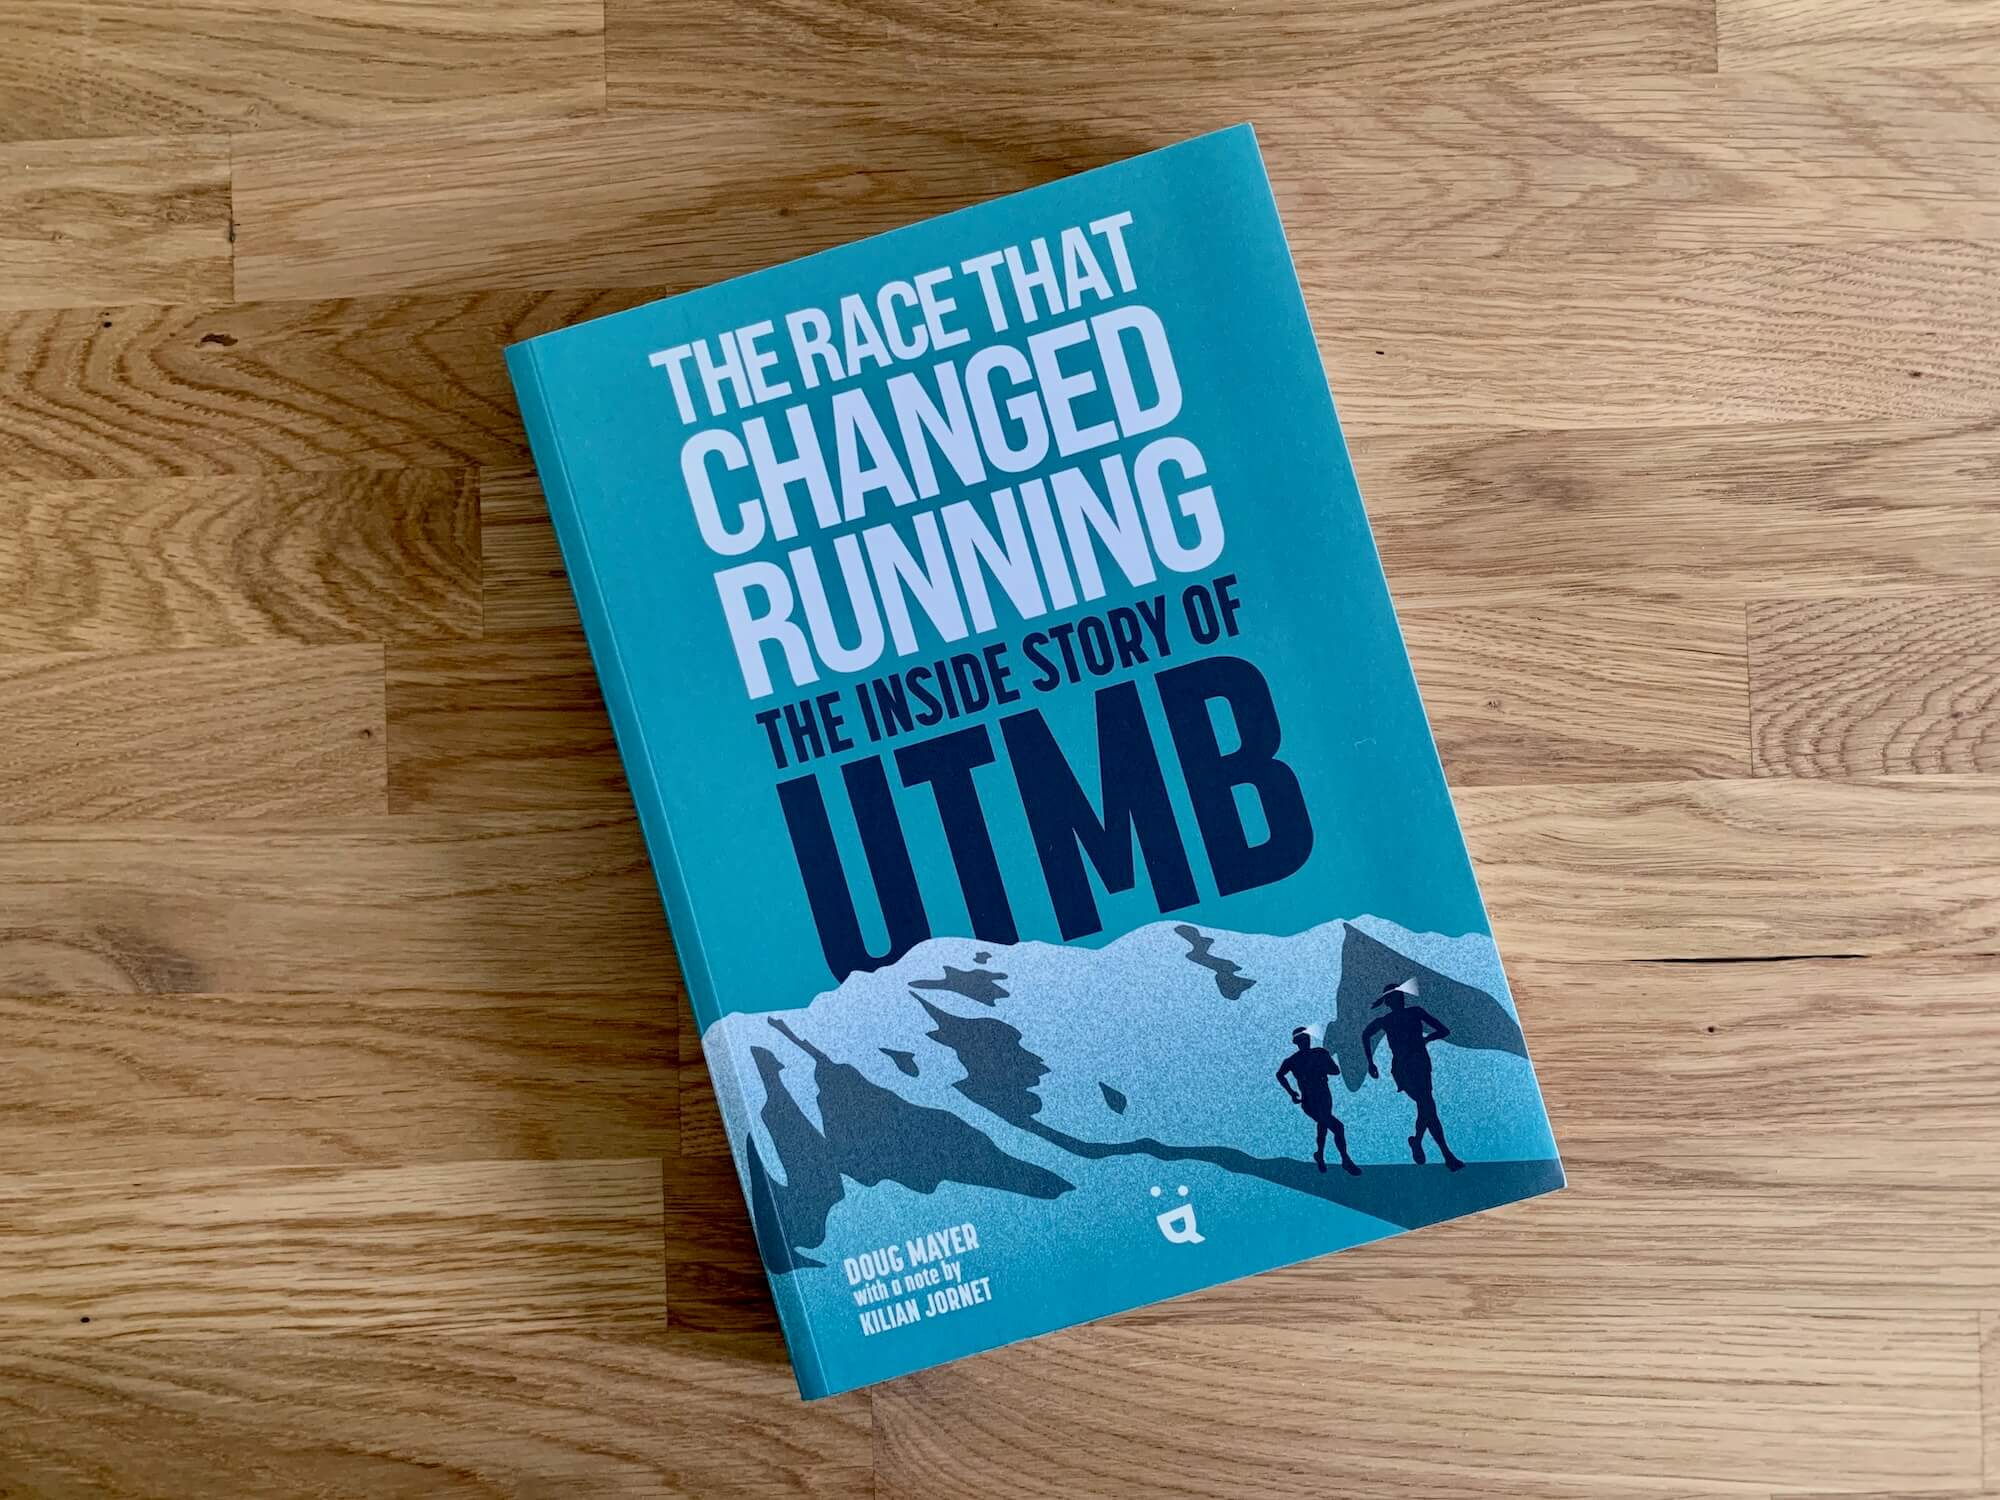 THE RACE THAT
CHANGED
RUNNING
THE INSIDE STORY OF
UTMB
DOUG MAYER
with a note by
KILIAN JORNET